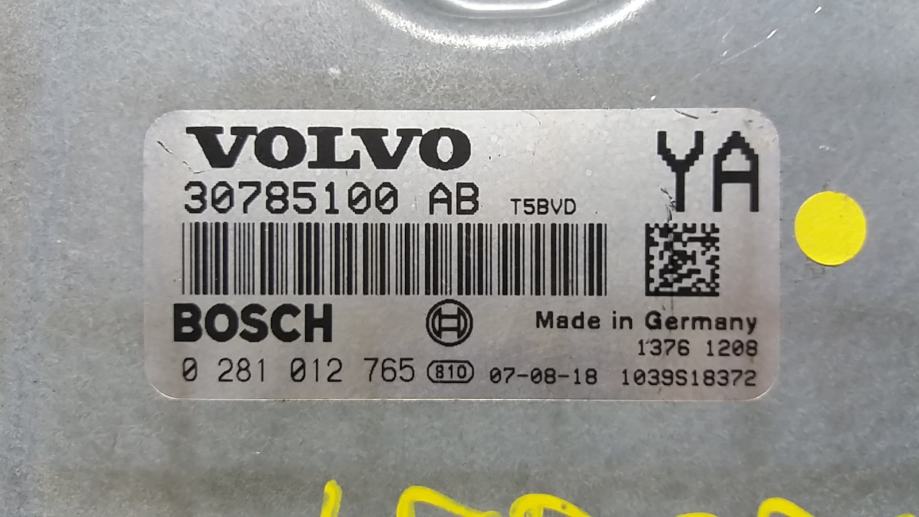 VOLVO
YA
30785100 AB T5BVD
BOSCH
Made in Germany
1376 1208
0 281 012 765 810 07-08-18 1039S18372